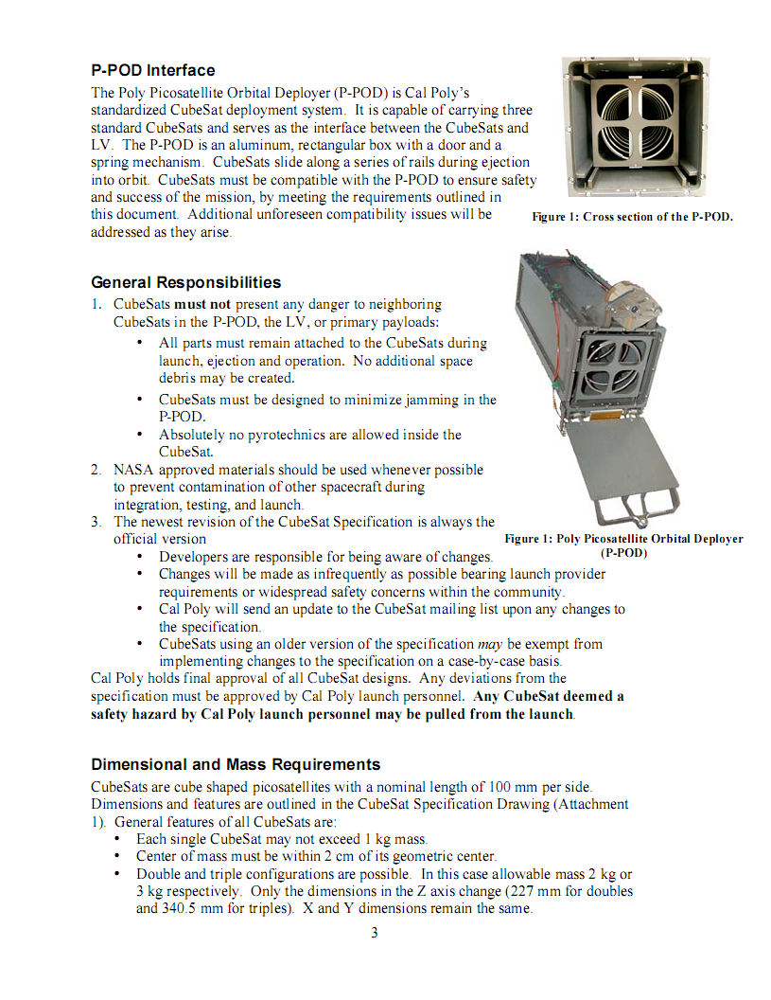 P-POD Interface
The Poly Picosatellite Orbital Deployer (P-POD) is Cal Poly’s
standardized CubeSat deployment system.  It is capable of carrying three
standard CubeSats and serves as the interface between the CubeSats and
LV.  The P-POD is an aluminum, rectangular box with a door and a
spring mechanism.  CubeSats slide along a series of rails during ejection
into orbit.  CubeSats must be compatible with the P-POD to ensure safety
and success of the mission, by meeting the requirements outlined in
this document.  Additional unforeseen compatibility issues will be
addressed as they arise.
Figure 1: Cross section of the P-POD.
General Responsibilities
1. CubeSats must not present any danger to neighboring
CubeSats in the P-POD, the LV, or primary payloads:
• All parts must remain attached to the CubeSats during
launch, ejection and operation.  No additional space
debris may be created.
• CubeSats must be designed to minimize jamming in the
P-POD.
• Absolutely no pyrotechnics are allowed inside the
CubeSat.
2. NASA approved materials should be used whenever possible
to prevent contamination of other spacecraft during
integration, testing, and launch.
3. The newest revision of the CubeSat Specification is always the
official version
Figure 1: Poly Picosatellite Orbital Deployer
(P-POD)
• Developers are responsible for being aware of changes.
• Changes will be made as infrequently as possible bearing launch provider
requirements or widespread safety concerns within the community.
• Cal Poly will send an update to the CubeSat mailing list upon any changes to
the specification.
• CubeSats using an older version of the specification may be exempt from
implementing changes to the specification on a case-by-case basis.
Cal Poly holds final approval of all CubeSat designs.  Any deviations from the
specification must be approved by Cal Poly launch personnel.  Any CubeSat deemed a
safety hazard by Cal Poly launch personnel may be pulled from the launch.
Dimensional and Mass Requirements
CubeSats are cube shaped picosatellites with a nominal length of 100 mm per side.
Dimensions and features are outlined in the CubeSat Specification Drawing (Attachment
1).  General features of all CubeSats are:
• Each single CubeSat may not exceed 1 kg mass.
• Center of mass must be within 2 cm of its geometric center.
• Double and triple configurations are possible.  In this case allowable mass 2 kg or
3 kg respectively.  Only the dimensions in the Z axis change (227 mm for doubles
and 340.5 mm for triples).  X and Y dimensions remain the same.
3